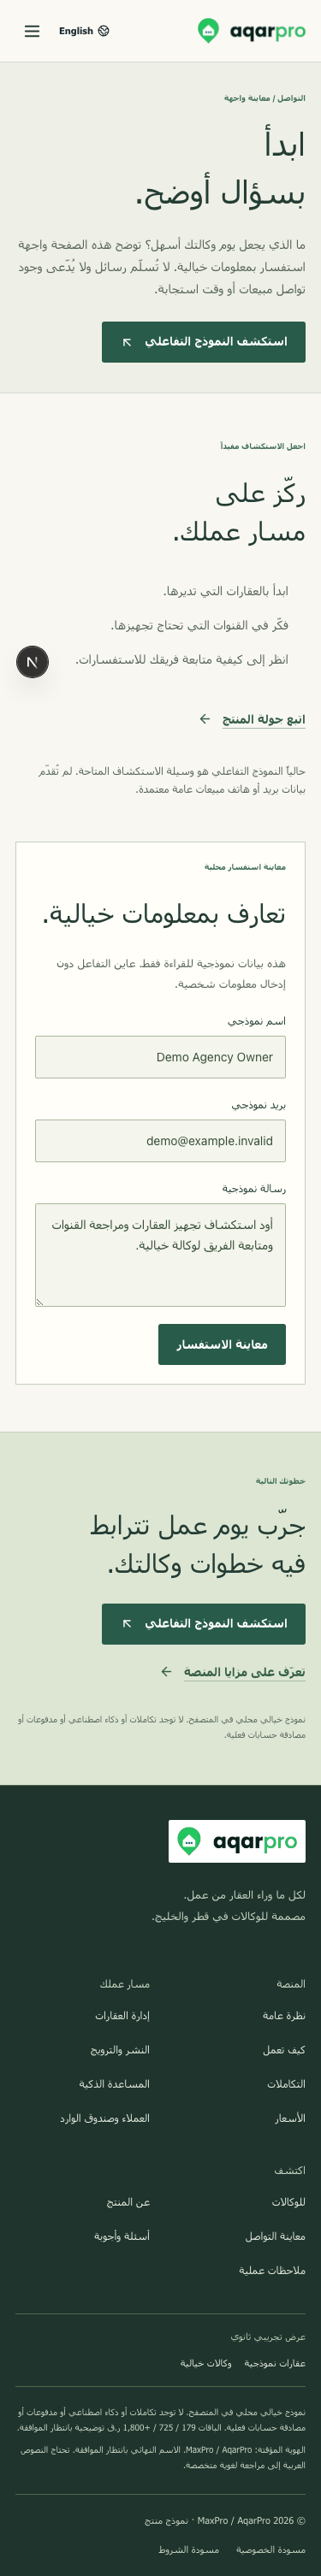 aqarpro
English
التواصل / معاينة واجهة
ابدأ
بسؤال أوضح.
ما الذي يجعل يوم وكالتك أسهل؟ توضح هذه الصفحة واجهة
استفسار بمعلومات خيالية. لا تُسلّم رسائل ولا يُدّعى وجود
تواصل مبيعات أو وقت استجابة.
استكشف النموذج التفاعلي
اجعل الاستكشاف مفيداً
ركّز على
مسار عملك.
ابدأ بالعقارات التي تديرها.
فكّر في القنوات التي تحتاج تجهيزها.
انظر إلى كيفية متابعة فريقك للاستفسارات.
N
اتبع جولة المنتج
حالياً النموذج التفاعلي هو وسيلة الاستكشاف المتاحة. لم تُقدّم
بيانات بريد أو هاتف مبيعات عامة معتمدة.
معاينة استفسار محلية
تعارف بمعلومات خيالية.
هذه بيانات نموذجية للقراءة فقط. عاين التفاعل دون
إدخال معلومات شخصية.
اسم نموذجي
Demo Agency Owner
بريد نموذجي
demo@example.invalid
رسالة نموذجية
أود استكشاف تجهيز العقارات ومراجعة القنوات
ومتابعة الفريق لوكالة خيالية.
معاينة الاستفسار
خطوتك التالية
جرّب يوم عمل تترابط
فيه خطوات وكالتك.
استكشف النموذج التفاعلي
تعرّف على مزايا المنصة
نموذج خيالي محلي في المتصفح. لا توجد تكاملات أو ذكاء اصطناعي أو مدفوعات أو
مصادقة حسابات فعلية.
aqarpro
لكل ما وراء العقار من عمل.
مصممة للوكالات في قطر والخليج.
المنصة
نظرة عامة
كيف تعمل
التكاملات
الأسعار
مسار عملك
إدارة العقارات
النشر والترويج
المساعدة الذكية
العملاء وصندوق الوارد
اكتشف
للوكالات
عن المنتج
معاينة التواصل
أسئلة وأجوبة
ملاحظات عملية
عرض تجريبي ثانوي
عقارات نموذجية
وكالات خيالية
نموذج خيالي محلي في المتصفح. لا توجد تكاملات أو ذكاء اصطناعي أو مدفوعات أو
مصادقة حسابات فعلية. الباقات 179 / 725 / +1,800 ر.ق توضيحية بانتظار الموافقة.
الهوية المؤقتة: MaxPro / AqarPro. الاسم النهائي بانتظار الموافقة. تحتاج النصوص
العربية إلى مراجعة لغوية متخصصة.
© 2026 MaxPro / AqarPro · نموذج منتج
مسودة الخصوصية
مسودة الشروط